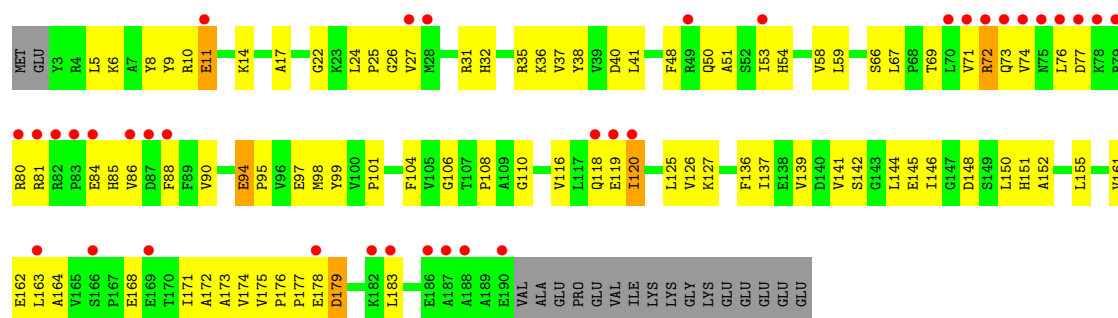 MET GLU Y3 R4 L5 K6 A7 Y8 Y9 R10 E11 K14 A17 G22 K23 L24 P25 G26 V27 M28 R31 H32 R35 K36 V37 Y38 V39 D40 L41 F48 R49 Q50 A51 S52 I53 H54 V58 L59 S66 L67 P68 T69 L70 V71 R72 Q73 V74 N75 L76 D77 K78
R80 R81 R82 P83 E84 H85 V86 D87 F88 F89 V90 E94 P95 V96 E97 M98 Y99 V100 P101 F104 V105 G106 T107 P108 A109 G110 V116 L117 Q118 E119 I120 L125 V126 K127 F136 I137 E138 V139 D140 V141 S142 G143 L144 E145 I146 G147 D148 S149 L150 H151 A152 L155
E162 L163 A164 V165 S166 P167 E168 E169 T170 I171 A172 A173 V174 V175 P176 P177 E178 D179 K182 L183 E186 A187 A188 A189 E190 VAL ALA GLU PRO GLU VAL ILE LYS LYS GLY LYS GLU GLU GLU GLU